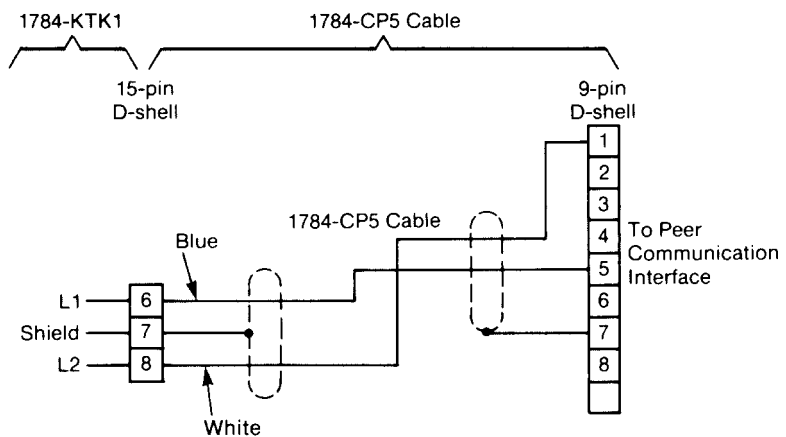 1784-KTK1
1784-CP5 Cable
15-pin
D-shell
9-pin
D-shell
1
2
3
4
5
6
7
8
To Peer
Communication
Interface
1784-CP5 Cable
Blue
L1
6
Shield
7
L2
8
White